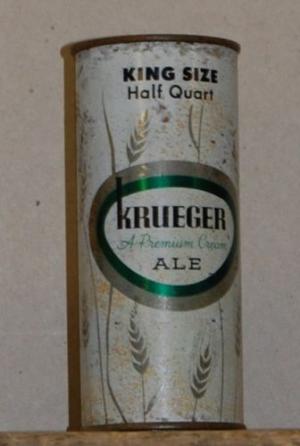 KING SIZE
Half Quart
KRUEGER
A Premium Cream
ALE